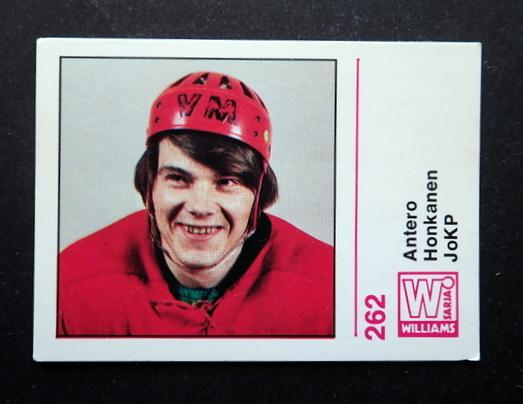 VM
Antero
Honkanen
JoKP
262
W
SARJA
WILLIAMS